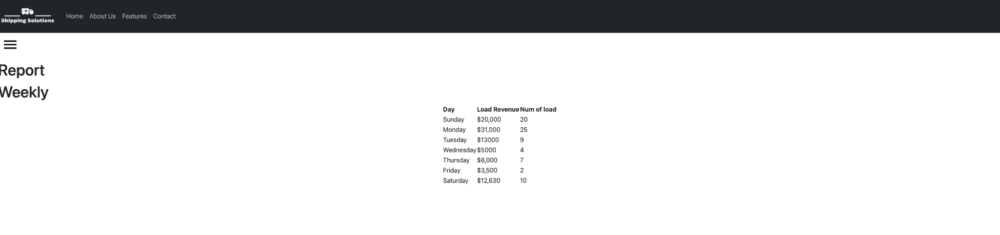 Shipping Solutions
Home About Us Features Contact
Report
Weekly
Day Load Revenue Num of load
Sunday $20,000 20
Monday $31,000 25
Tuesday $13000 9
Wednesday $5000 4
Thursday $8,000 7
Friday $3,500 2
Saturday $12,630 10